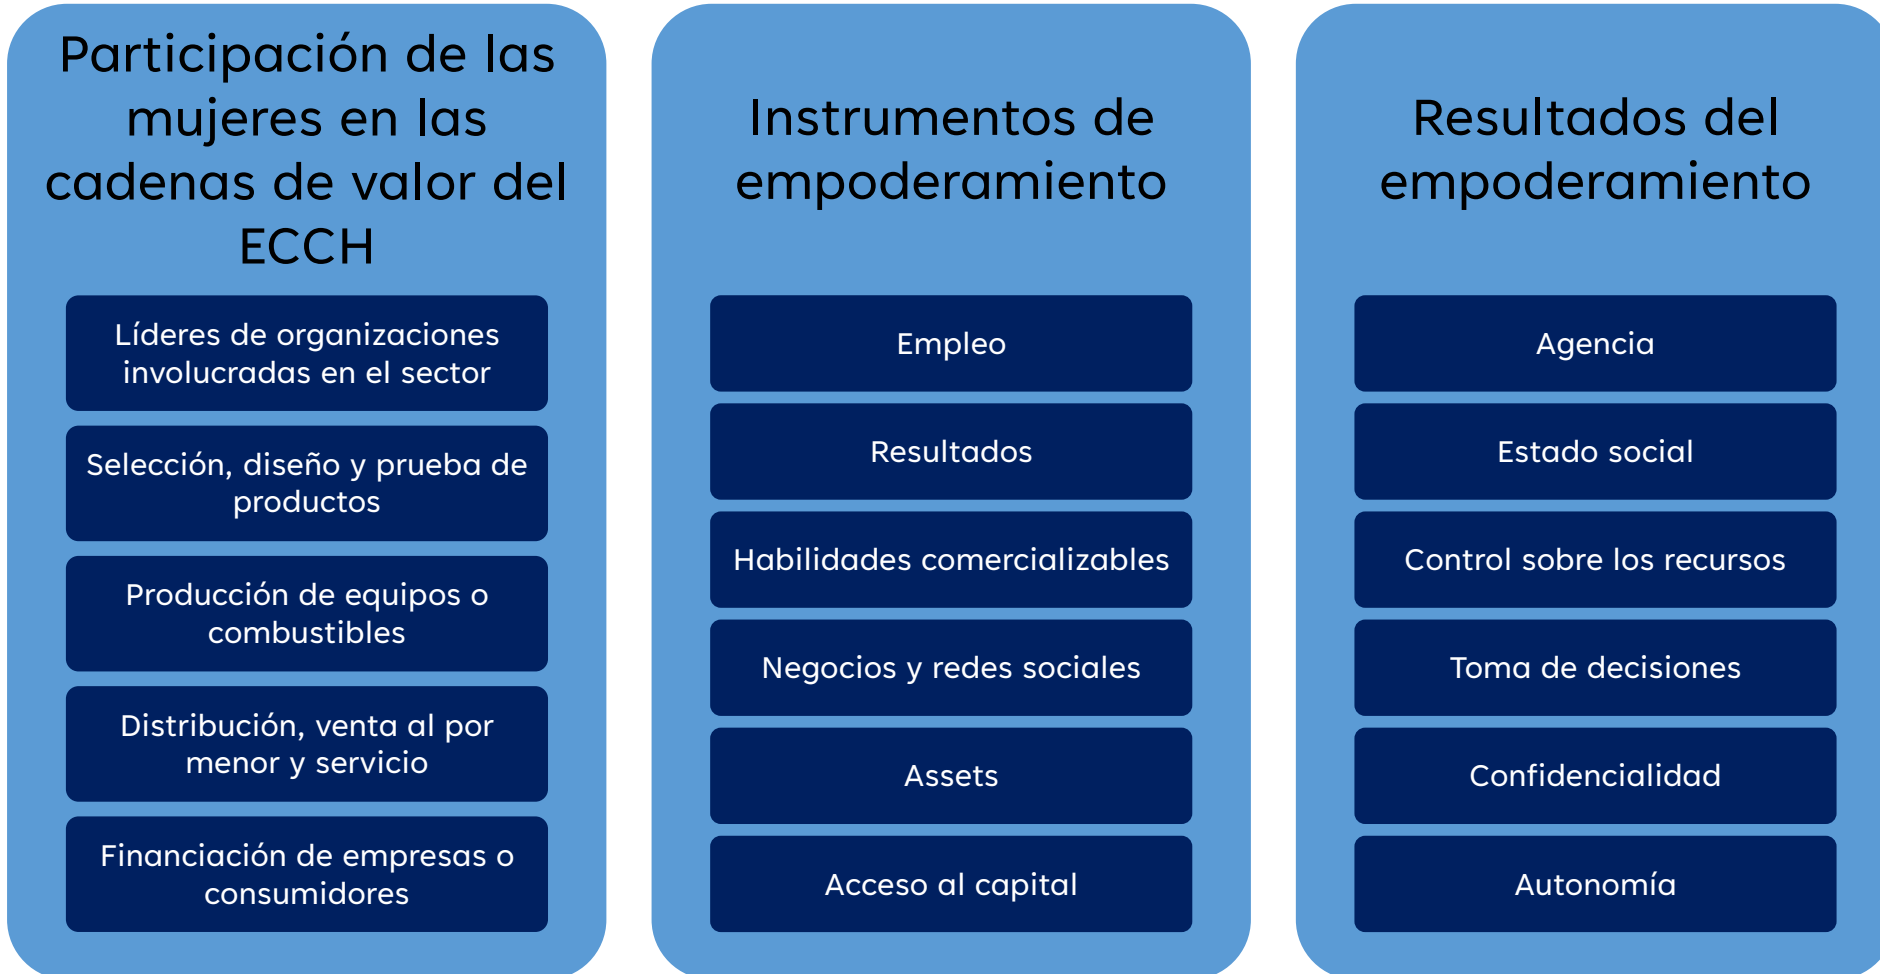 Participación de las
mujeres en las
cadenas de valor del
ECCH
Líderes de organizaciones
involucradas en el sector
Selección, diseño y prueba de
productos
Producción de equipos o
combustibles
Distribución, venta al por
menor y servicio
Financiación de empresas o
consumidores
Instrumentos de
empoderamiento
Empleo
Resultados
Habilidades comercializables
Negocios y redes sociales
Assets
Acceso al capital
Resultados del
empoderamiento
Agencia
Estado social
Control sobre los recursos
Toma de decisiones
Confidencialidad
Autonomía